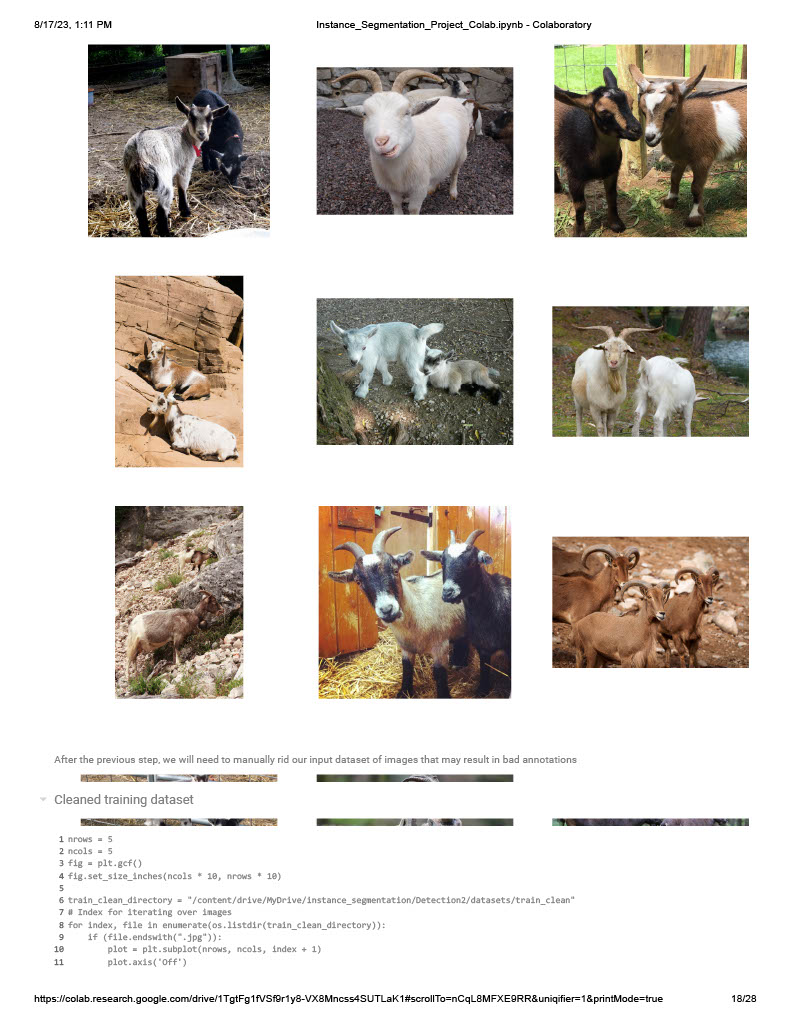 8/17/23, 1:11 PM
Instance_Segmentation_Project_Colab.ipynb - Colaboratory
After the previous step, we will need to manually rid our input dataset of images that may result in bad annotations
Cleaned training dataset
1 nrows = 5
2 ncols = 5
3 fig = plt.gcf()
4 fig.set_size_inches(ncols * 10, nrows * 10)
5
6 train_clean_directory = "/content/drive/MyDrive/instance_segmentation/Detection2/datasets/train_clean"
7 # Index for iterating over images
8 for index, file in enumerate(os.listdir(train_clean_directory)):
9     if (file.endswith(".jpg")):
10         plot = plt.subplot(nrows, ncols, index + 1)
11         plot.axis('Off')
https://colab.research.google.com/drive/1TgtFg1fVSf9r1y8-VX8Mncss4SUTLaK1#scrollTo=nCqL8MFXE9RR&uniqifier=1&printMode=true
18/28